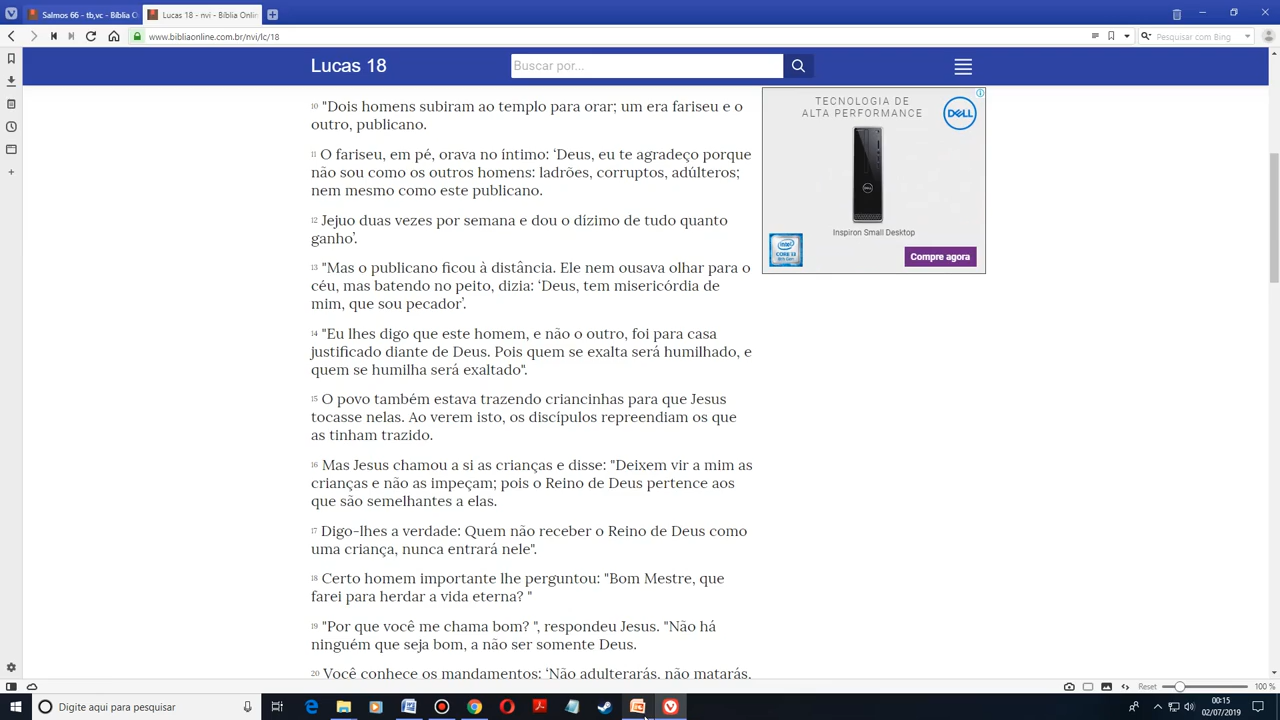 Salmos 66 - tb,vc - Bíblia O
Lucas 18 - nvi - Bíblia Onlin
www.bibliaonline.com.br/nvi/lc/18
Pesquisar com Bing
Lucas 18
Buscar por...
10 "Dois homens subiram ao templo para orar; um era fariseu e o
outro, publicano.
11 O fariseu, em pé, orava no íntimo: ‘Deus, eu te agradeço porque
não sou como os outros homens: ladrões, corruptos, adúlteros;
nem mesmo como este publicano.
12 Jejuo duas vezes por semana e dou o dízimo de tudo quanto
ganho’.
13 "Mas o publicano ficou à distância. Ele nem ousava olhar para o
céu, mas batendo no peito, dizia: ‘Deus, tem misericórdia de
mim, que sou pecador’.
14 "Eu lhes digo que este homem, e não o outro, foi para casa
justificado diante de Deus. Pois quem se exalta será humilhado, e
quem se humilha será exaltado".
15 O povo também estava trazendo criancinhas para que Jesus
tocasse nelas. Ao verem isto, os discípulos repreendiam os que
as tinham trazido.
16 Mas Jesus chamou a si as crianças e disse: "Deixem vir a mim as
crianças e não as impeçam; pois o Reino de Deus pertence aos
que são semelhantes a elas.
17 Digo-lhes a verdade: Quem não receber o Reino de Deus como
uma criança, nunca entrará nele".
18 Certo homem importante lhe perguntou: "Bom Mestre, que
farei para herdar a vida eterna? "
19 "Por que você me chama bom? ", respondeu Jesus. "Não há
ninguém que seja bom, a não ser somente Deus.
20 Você conhece os mandamentos: ‘Não adulterarás, não matarás,
TECNOLOGIA DE
ALTA PERFORMANCE
DELL
Inspiron Small Desktop
intel
CORE i3
Compre agora
Reset
100 %
Digite aqui para pesquisar
00:15
02/07/2019